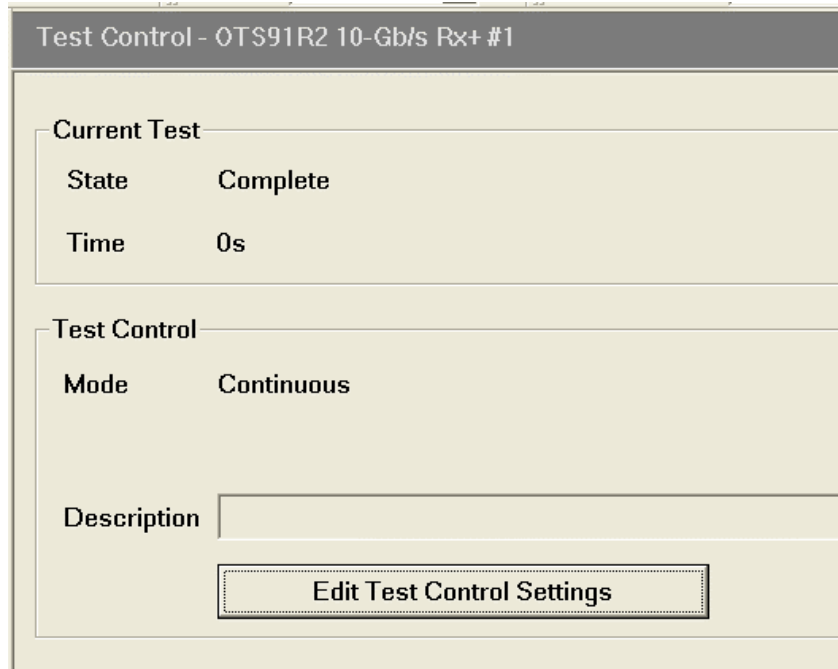 Test Control - OTS91R2 10-Gb/s Rx+ #1
Current Test
State Complete
Time 0s
Test Control
Mode Continuous
Description
Edit Test Control Settings